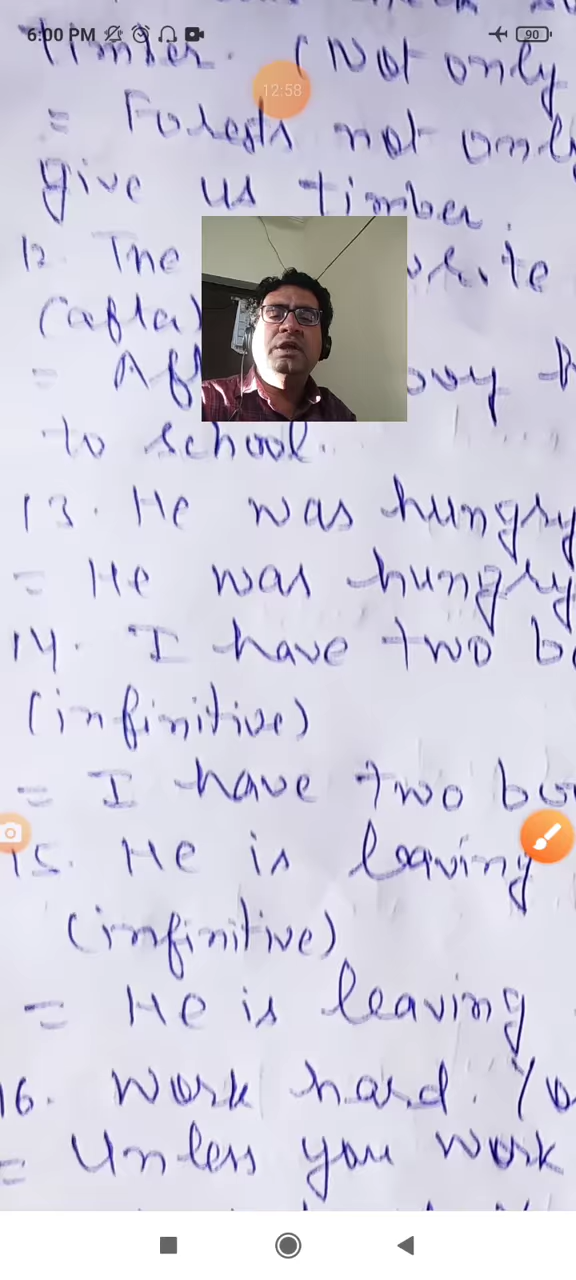 6:00 PM 90
timber. (Not only
12:58
= Forests not only
give us timber.
12. The write
(after)
to school.
13. He was hungry
= He was hungry
14. I have two
(infinitive)
= I have two
15. He is leaving
(infinitive)
= He is leaving
16. Work hard.
= Unless you work